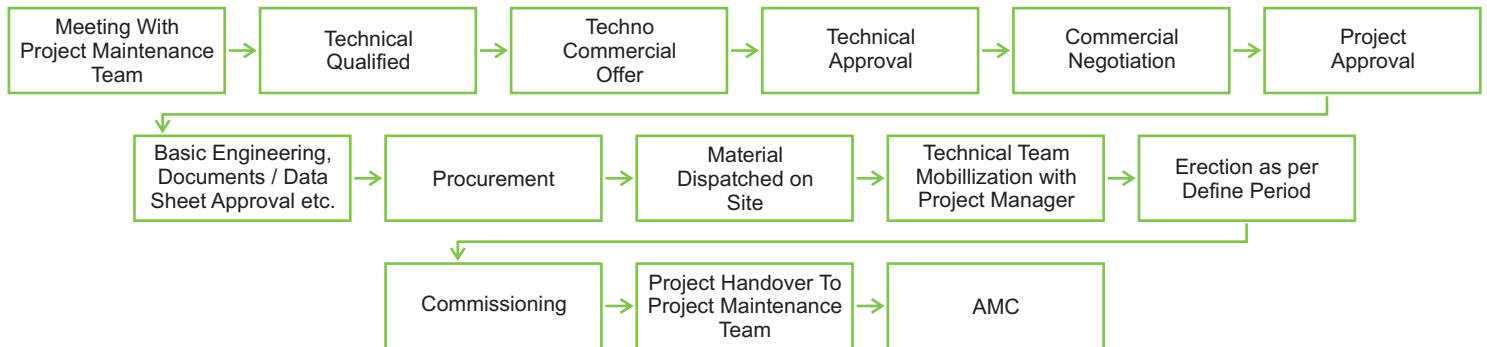 Meeting With
Project Maintenance
Team
Technical
Qualified
Techno
Commercial
Offer
Technical
Approval
Commercial
Negotiation
Project
Approval
Basic Engineering,
Documents / Data
Sheet Approval etc.
Procurement
Material
Dispatched on
Site
Technical Team
Mobillization with
Project Manager
Erection as per
Define Period
Commissioning
Project Handover To
Project Maintenance
Team
AMC